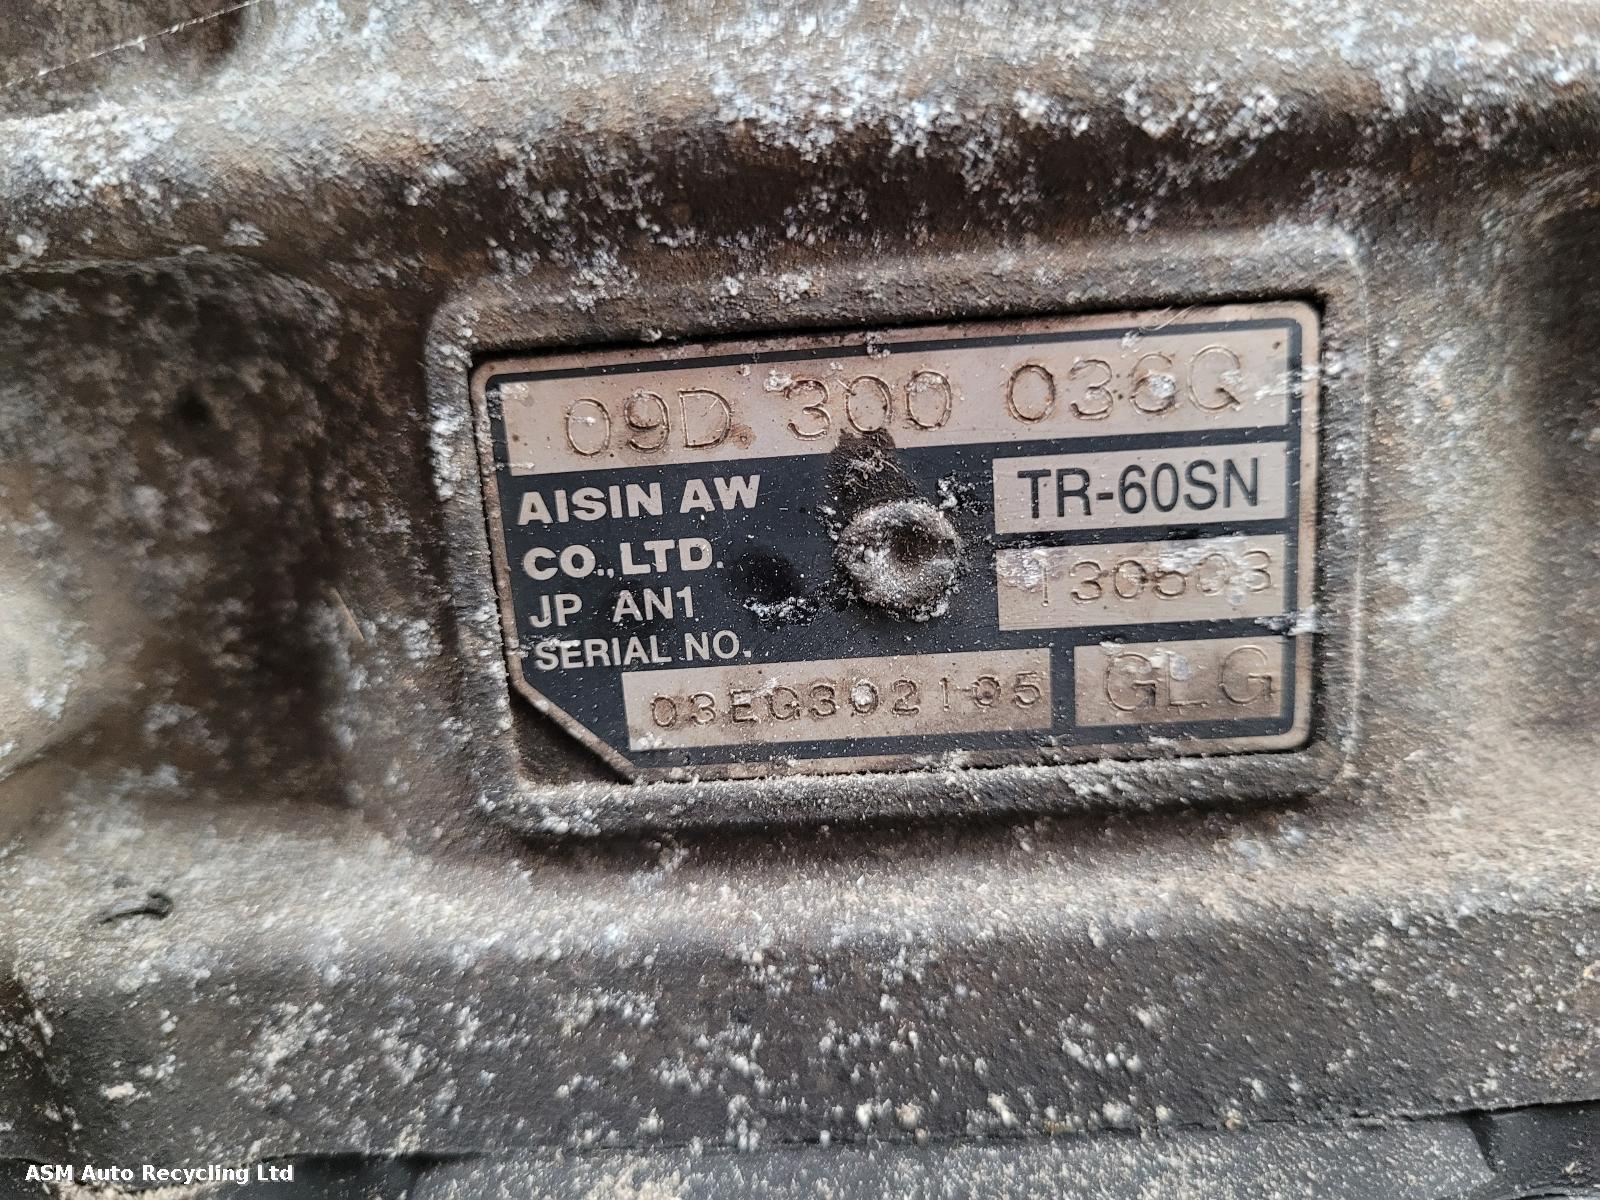 09D 300 036Q
AISIN AW
CO.,LTD.
JP AN1
SERIAL NO.
TR-60SN
130503
03EG302105
GLG
ASM Auto Recycling Ltd